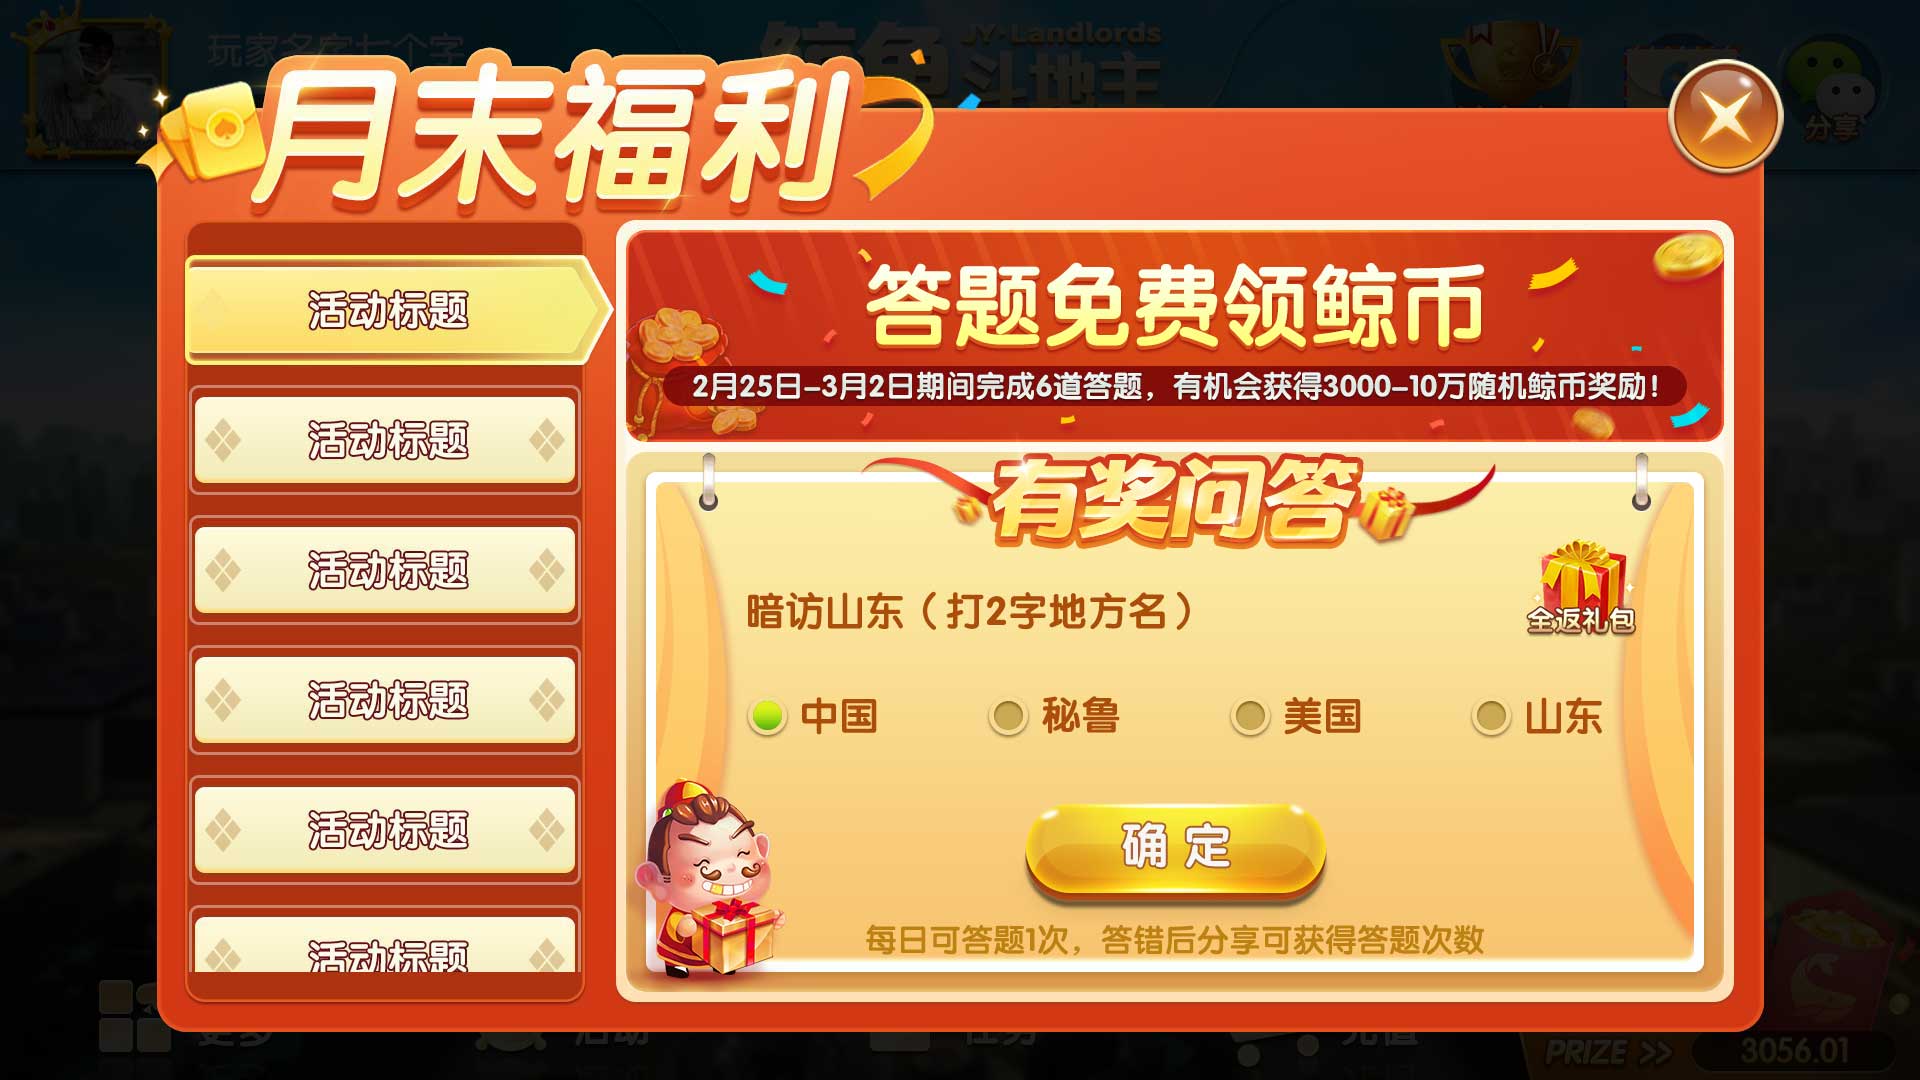 玩家名字七个字
JY·Landlords
鲸鱼斗地主
分享
月末福利
活动标题
活动标题
活动标题
活动标题
活动标题
活动标题
答题免费领鲸币
2月25日-3月2日期间完成6道答题，有机会获得3000-10万随机鲸币奖励！
有奖问答
暗访山东（打2字地方名）
全返礼包
中国
秘鲁
美国
山东
确定
每日可答题1次，答错后分享可获得答题次数
更多
活动
任务
充值
PRIZE >>
3056.01